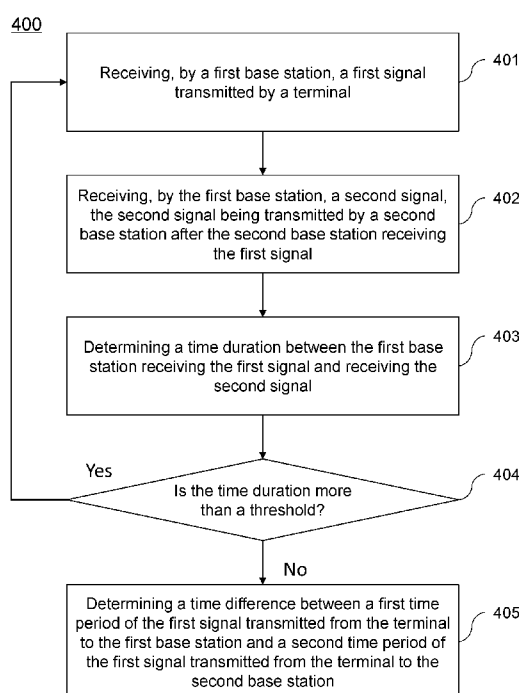 400
Receiving, by a first base station, a first signal
transmitted by a terminal
401
Receiving, by the first base station, a second signal,
the second signal being transmitted by a second
base station after the second base station receiving
the first signal
402
Determining a time duration between the first base
station receiving the first signal and receiving the
second signal
403
Yes
Is the time duration more
than a threshold?
404
No
Determining a time difference between a first time
period of the first signal transmitted from the terminal
to the first base station and a second time period of
the first signal transmitted from the terminal to the
second base station
405